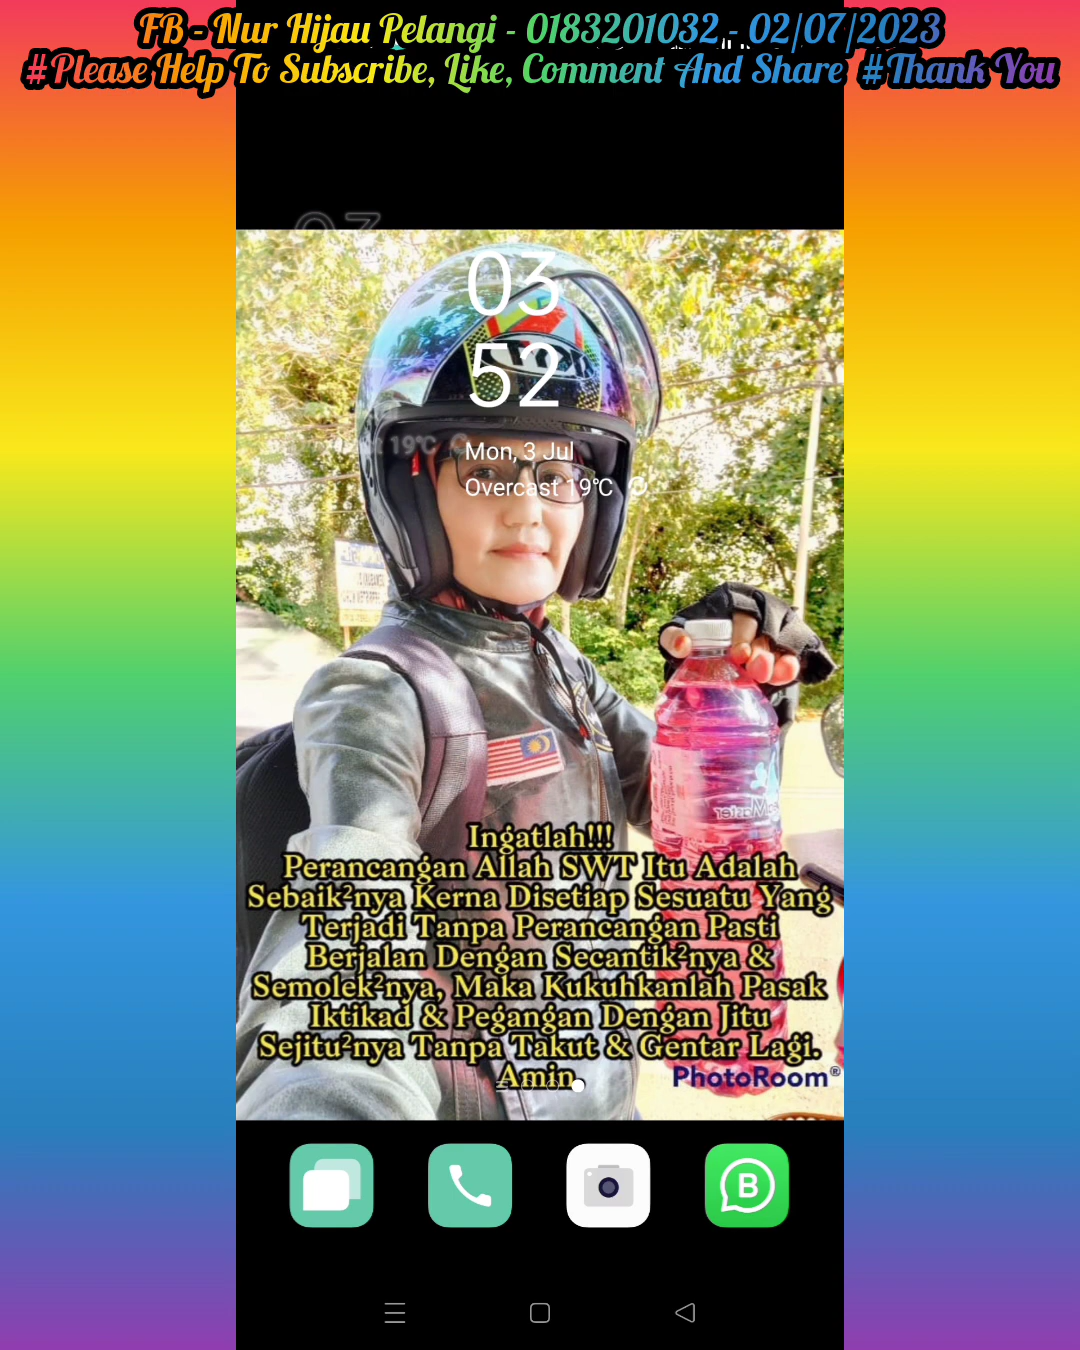 FB - Nur Hijau Pelangi - 0183201032 - 02/07/2023
#Please Help To Subscribe, Like, Comment And Share #Thank You
03
52
Mon, 3 Jul
Overcast 19°C
Ingatlah!!!
Perancangan Allah SWT Itu Adalah
Sebaik²nya Kerna Disetiap Sesuatu Yang
Terjadi Tanpa Perancangan Pasti
Berjalan Dengan Secantik²nya &
Semolek²nya, Maka Kukuhkanlah Pasak
Iktikad & Pegangan Dengan Jitu
Sejitu²nya Tanpa Takut & Gentar Lagi.
Amin.
PhotoRoom®
B